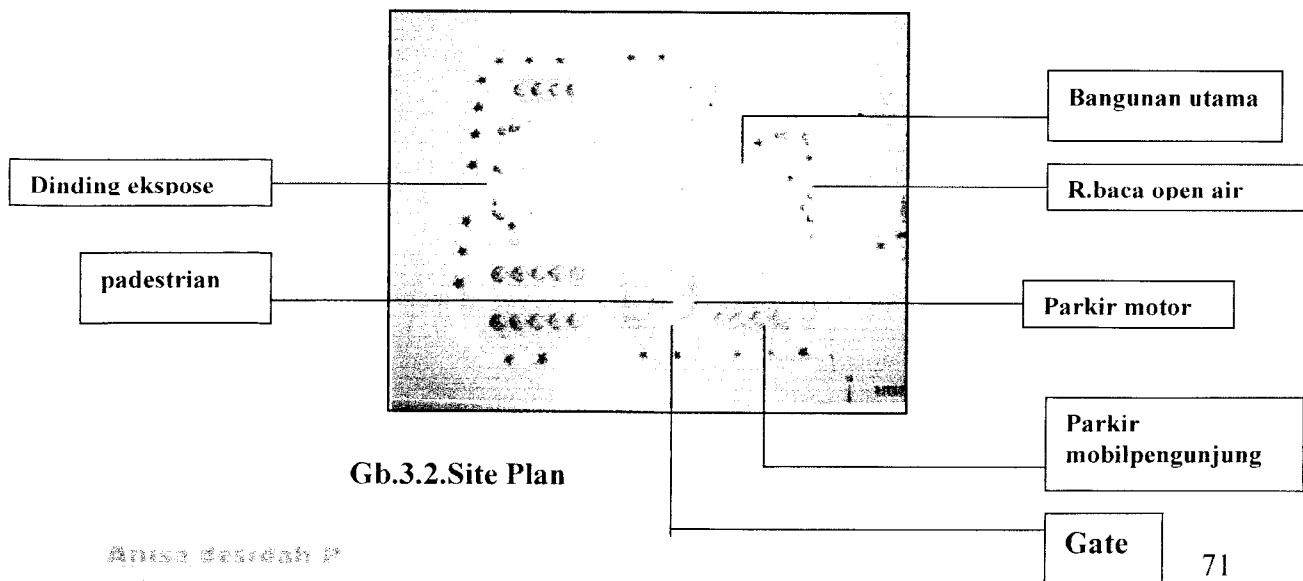 Bangunan utama
Dinding ekspose
R.baca open air
padestrian
Parkir motor
Parkir
mobilpengunjung
Gb.3.2.Site Plan
Gate
71